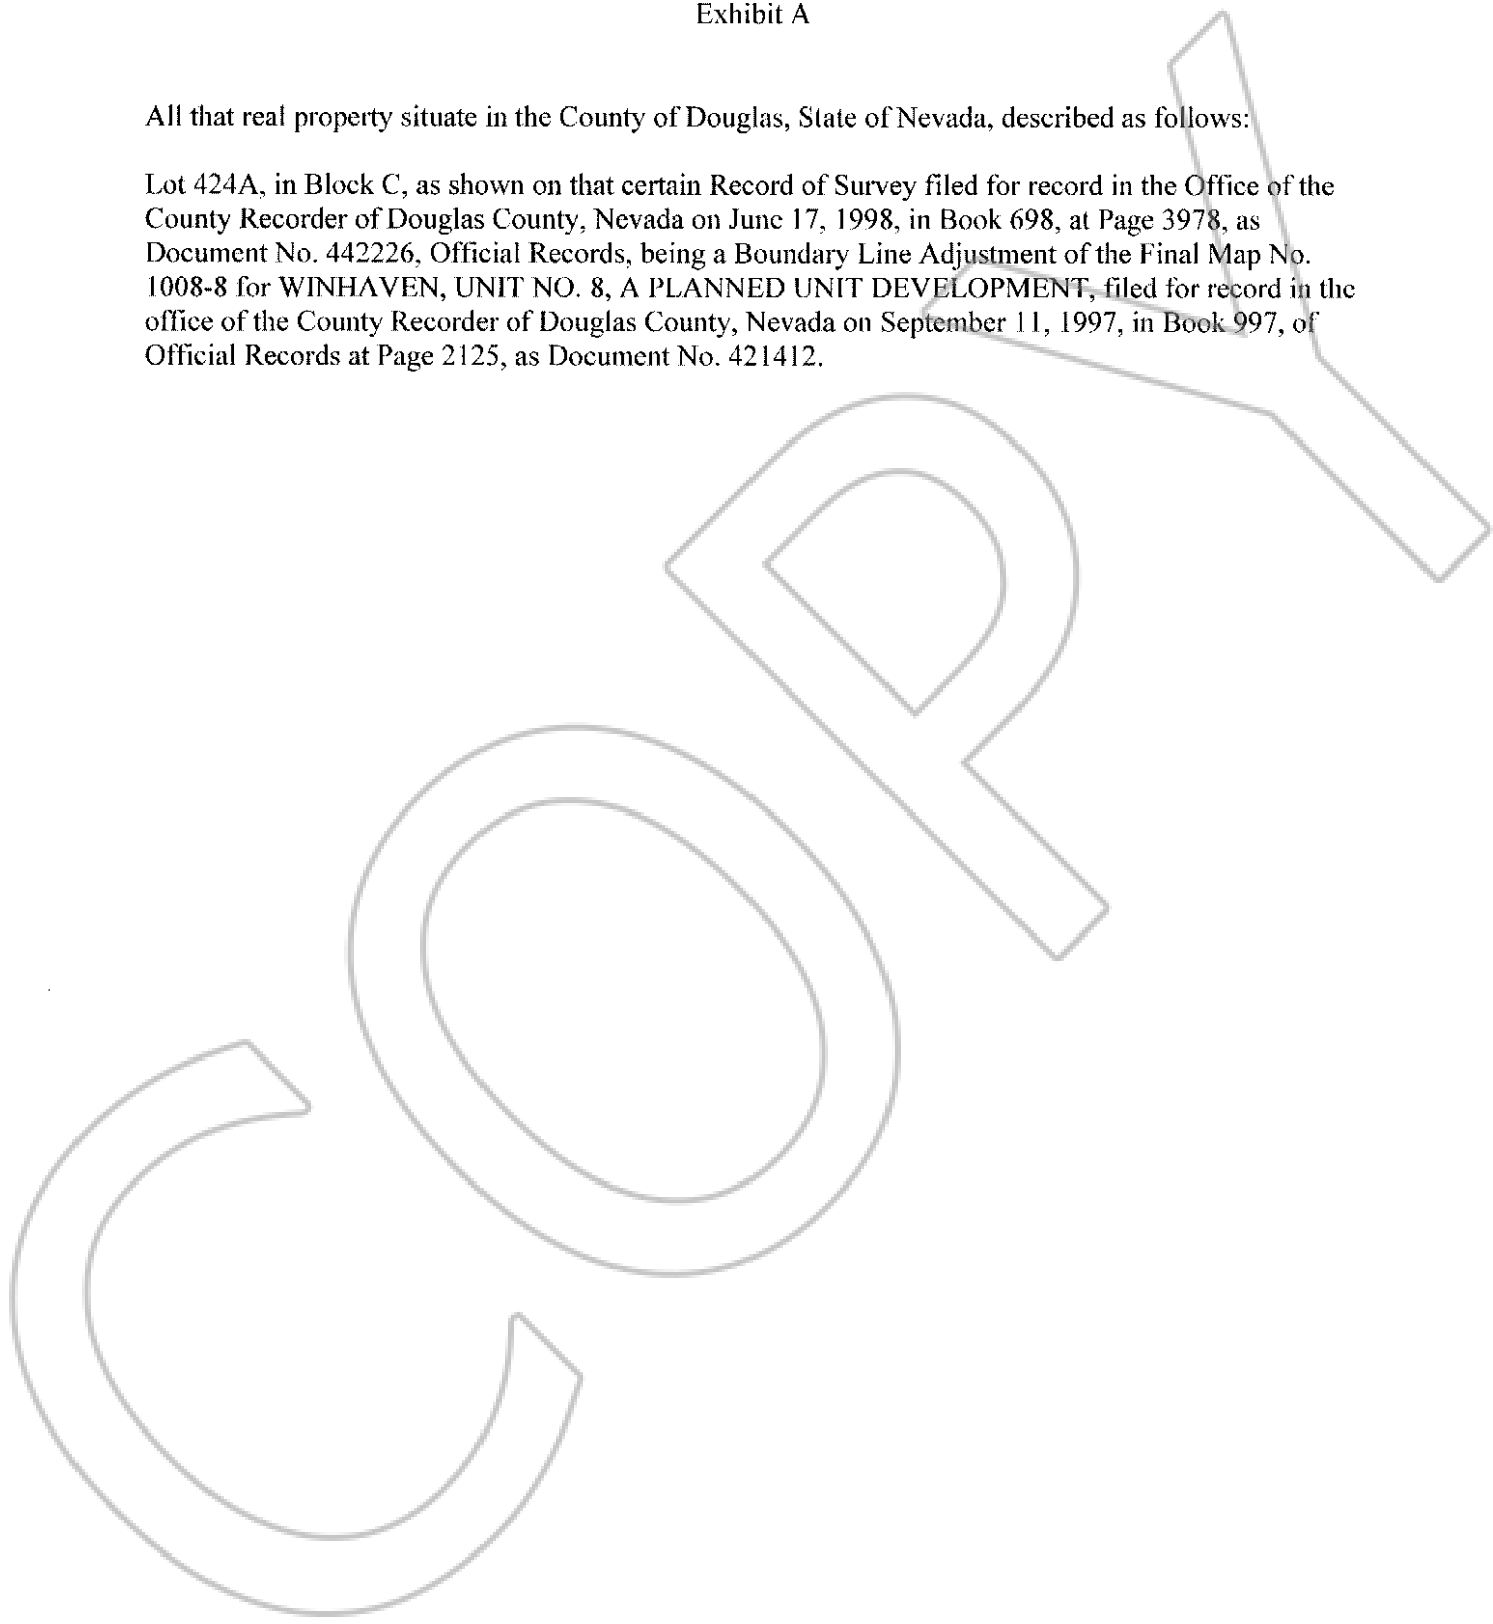 Exhibit A
All that real property situate in the County of Douglas, State of Nevada, described as follows:
Lot 424A, in Block C, as shown on that certain Record of Survey filed for record in the Office of the
County Recorder of Douglas County, Nevada on June 17, 1998, in Book 698, at Page 3978, as
Document No. 442226, Official Records, being a Boundary Line Adjustment of the Final Map No.
1008-8 for WINHAVEN, UNIT NO. 8, A PLANNED UNIT DEVELOPMENT, filed for record in the
office of the County Recorder of Douglas County, Nevada on September 11, 1997, in Book 997, of
Official Records at Page 2125, as Document No. 421412.
COPY